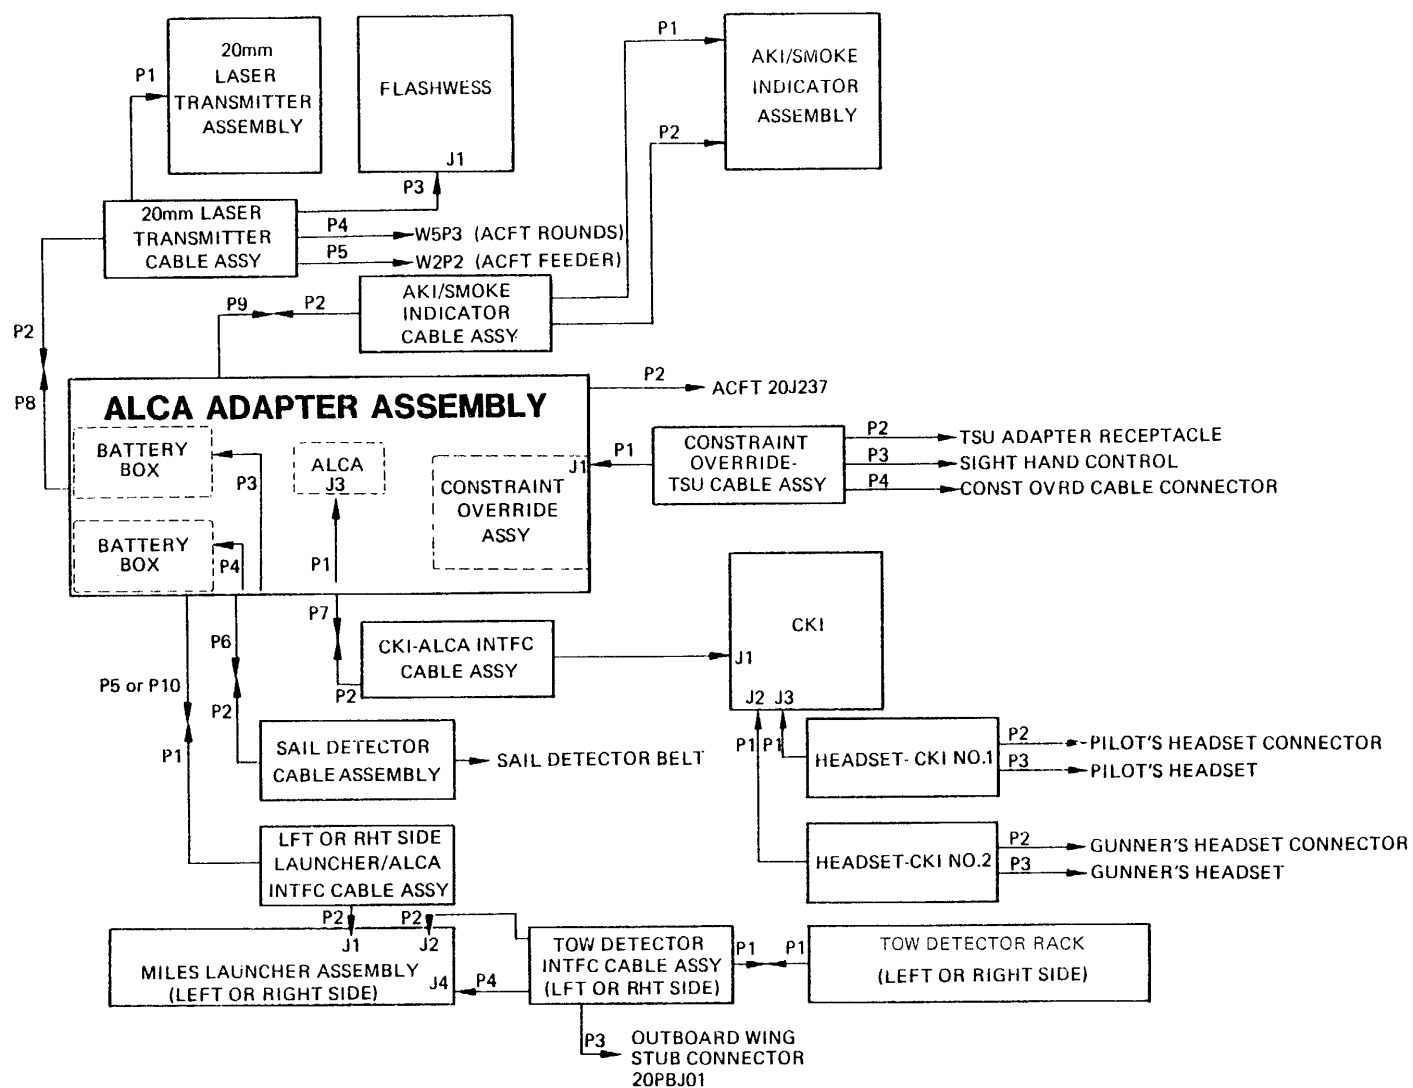 P1
20mm
LASER
TRANSMITTER
ASSEMBLY
FLASHWESS
J1
P1
P2
AKI/SMOKE
INDICATOR
ASSEMBLY
20mm LASER
TRANSMITTER
CABLE ASSY
P3
P4
W5P3 (ACFT ROUNDS)
P5
W2P2 (ACFT FEEDER)
P9
P2
AKI/SMOKE
INDICATOR
CABLE ASSY
P2
P8
ALCA ADAPTER ASSEMBLY
P2
ACFT 20J237
BATTERY
BOX
P3
ALCA
J3
J1
CONSTRAINT
OVERRIDE
ASSY
P1
CONSTRAINT
OVERRIDE-
TSU CABLE ASSY
P2
TSU ADAPTER RECEPTACLE
P3
SIGHT HAND CONTROL
P4
CONST OVRD CABLE CONNECTOR
BATTERY
BOX
P4
P1
P7
P6
P5 or P10
P2
P1
CKI-ALCA INTFC
CABLE ASSY
P2
CKI
J1
J2 J3
P1 P1
SAIL DETECTOR
CABLE ASSEMBLY
SAIL DETECTOR BELT
HEADSET- CKI NO.1
P2
PILOT'S HEADSET CONNECTOR
P3
PILOT'S HEADSET
LFT OR RHT SIDE
LAUNCHER/ALCA
INTFC CABLE ASSY
HEADSET-CKI NO.2
P2
GUNNER'S HEADSET CONNECTOR
P3
GUNNER'S HEADSET
P2
P2
J1
J2
MILES LAUNCHER ASSEMBLY
(LEFT OR RIGHT SIDE)
J4
P4
TOW DETECTOR
INTFC CABLE ASSY
(LFT OR RHT SIDE)
P1
P1
TOW DETECTOR RACK
(LEFT OR RIGHT SIDE)
P3
OUTBOARD WING
STUB CONNECTOR
20PBJ01